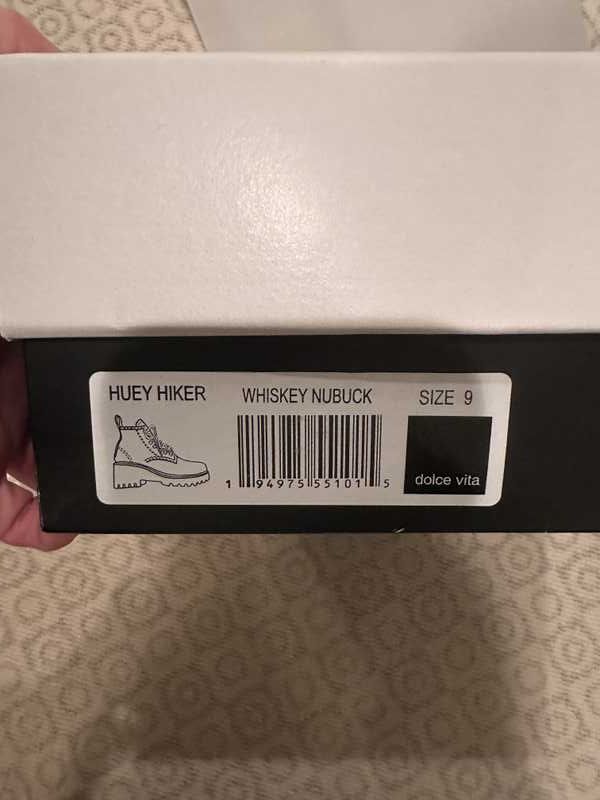 HUEY HIKER
WHISKEY NUBUCK
SIZE 9
1 94975 55101 5
dolce vita